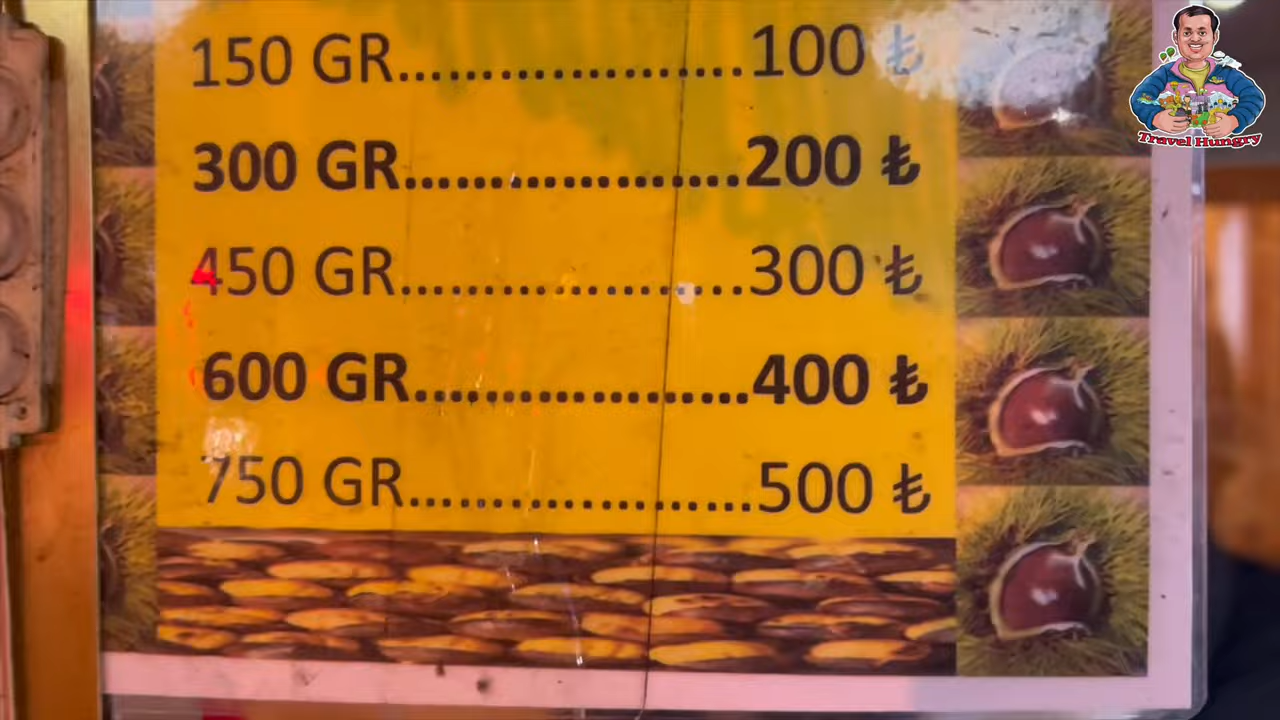 150 GR..................100 ₺
300 GR..................200 ₺
450 GR..................300 ₺
600 GR..................400 ₺
750 GR..................500 ₺
Travel Hungry